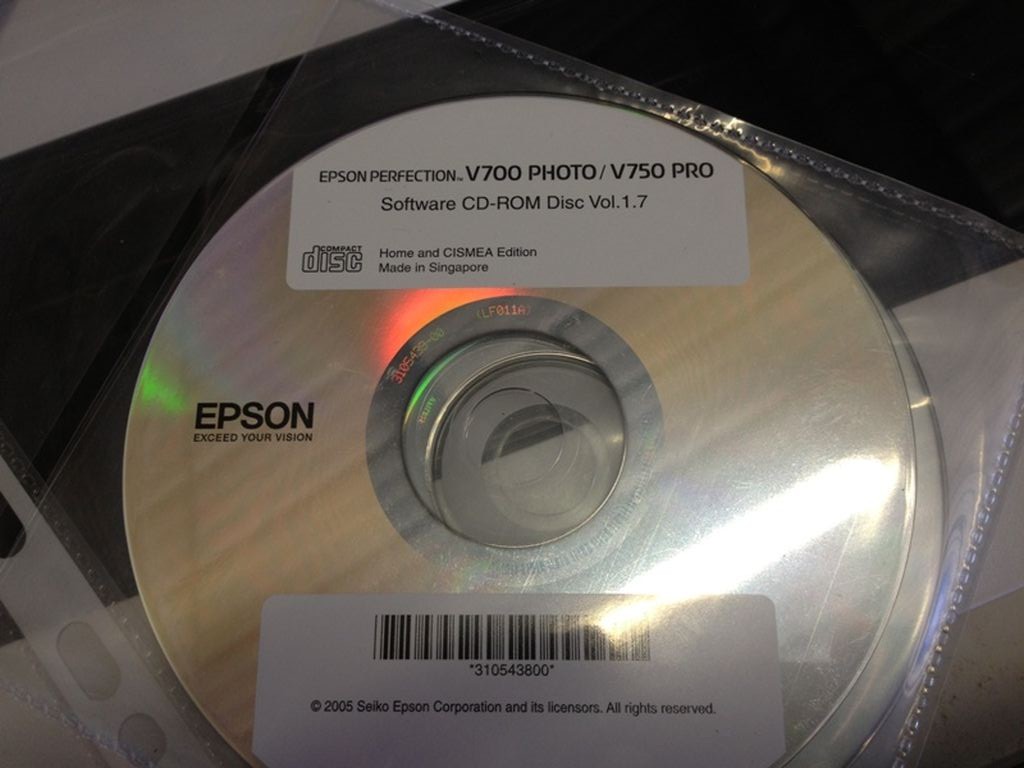 EPSON PERFECTION™ V700 PHOTO / V750 PRO
Software CD-ROM Disc Vol.1.7
COMPACT
disc
Home and CISMEA Edition
Made in Singapore
(LF011A)
EPSON
EXCEED YOUR VISION
*310543800*
© 2005 Seiko Epson Corporation and its licensors. All rights reserved.